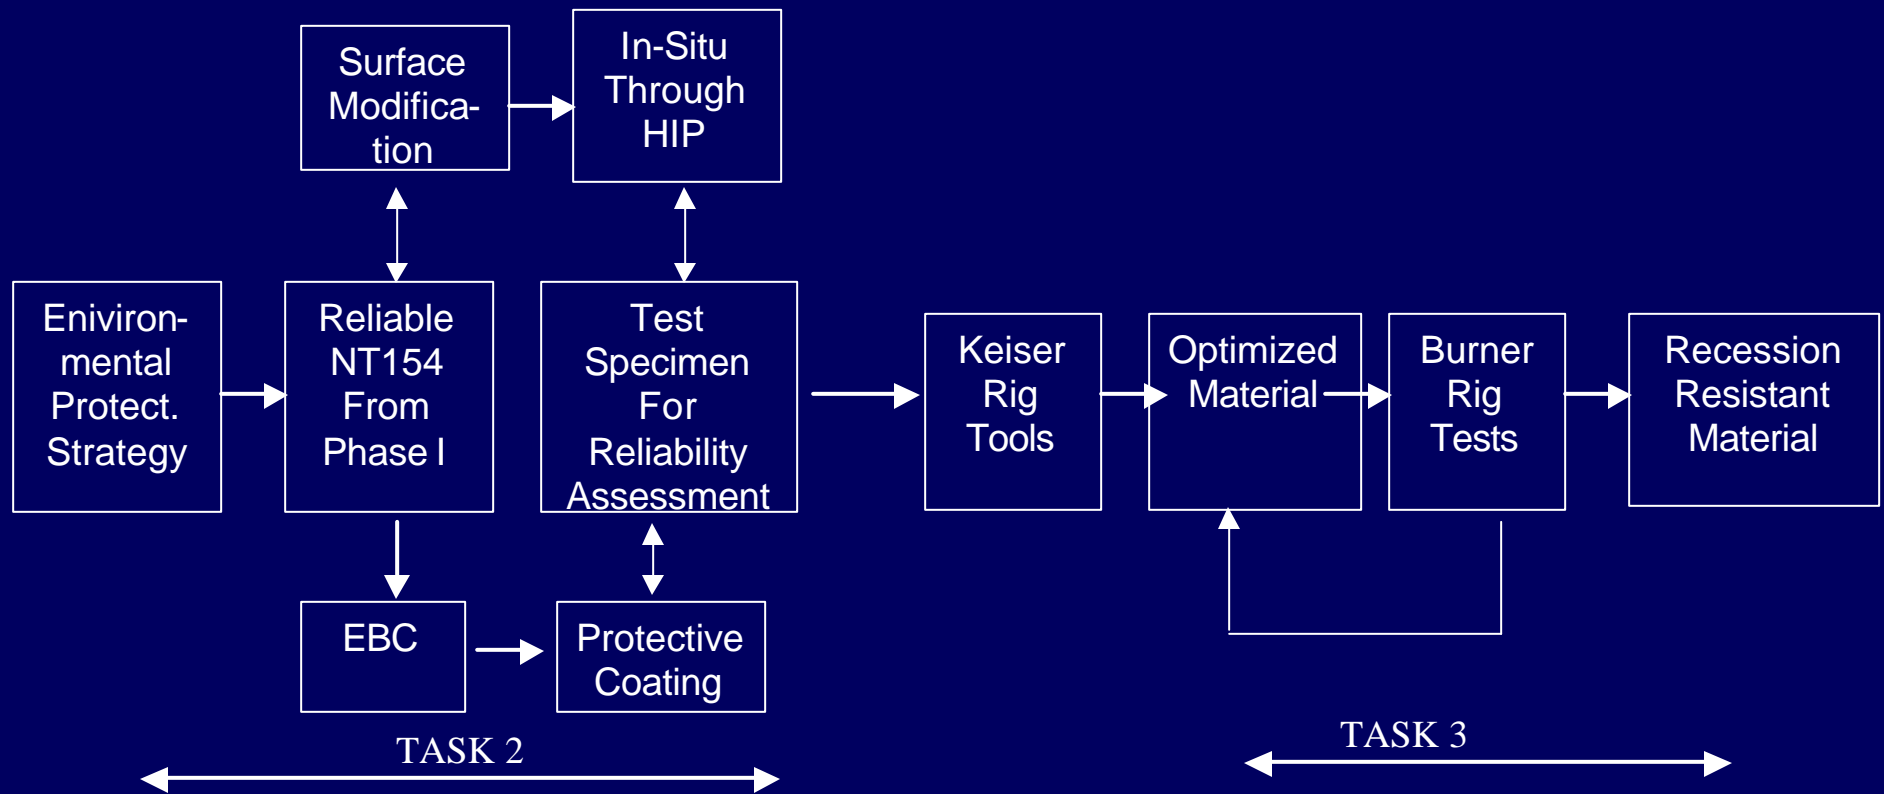 Surface
Modifica-
tion
In-Situ
Through
HIP
Eniviron-
mental
Protect.
Strategy
Reliable
NT154
From
Phase I
Test
Specimen
For
Reliability
Assessment
Keiser
Rig
Tools
Optimized
Material
Burner
Rig
Tests
Recession
Resistant
Material
EBC
Protective
Coating
TASK 2
TASK 3